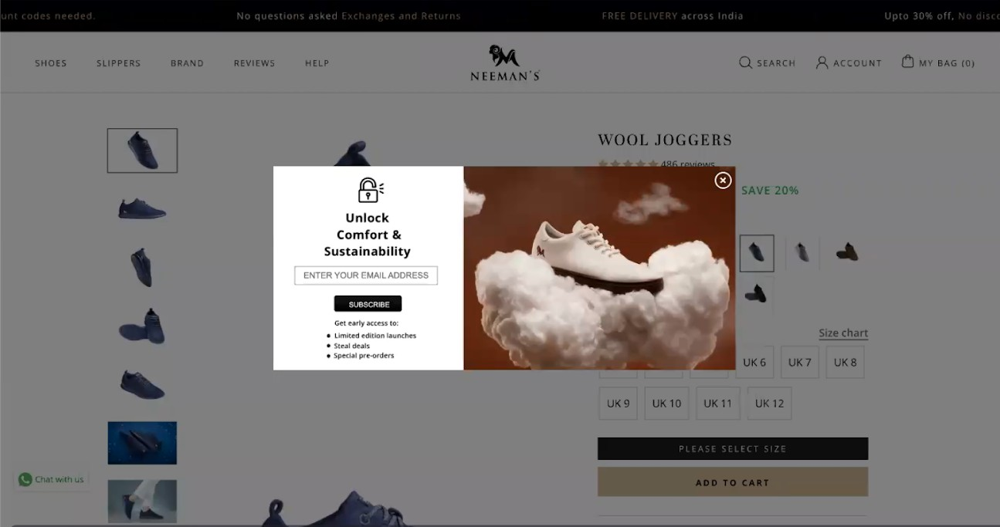 unt codes needed.
No questions asked Exchanges and Returns
FREE DELIVERY across India
Upto 30% off, No disco
SHOES
SLIPPERS
BRAND
REVIEWS
HELP
NEEMAN'S
SEARCH
ACCOUNT
MY BAG (0)
WOOL JOGGERS
486 reviews
SAVE 20%
Unlock
Comfort &
Sustainability
ENTER YOUR EMAIL ADDRESS
SUBSCRIBE
Get early access to:
Limited edition launches
Steal deals
Special pre-orders
Size chart
UK 6
UK 7
UK 8
UK 9
UK 10
UK 11
UK 12
PLEASE SELECT SIZE
ADD TO CART
Chat with us